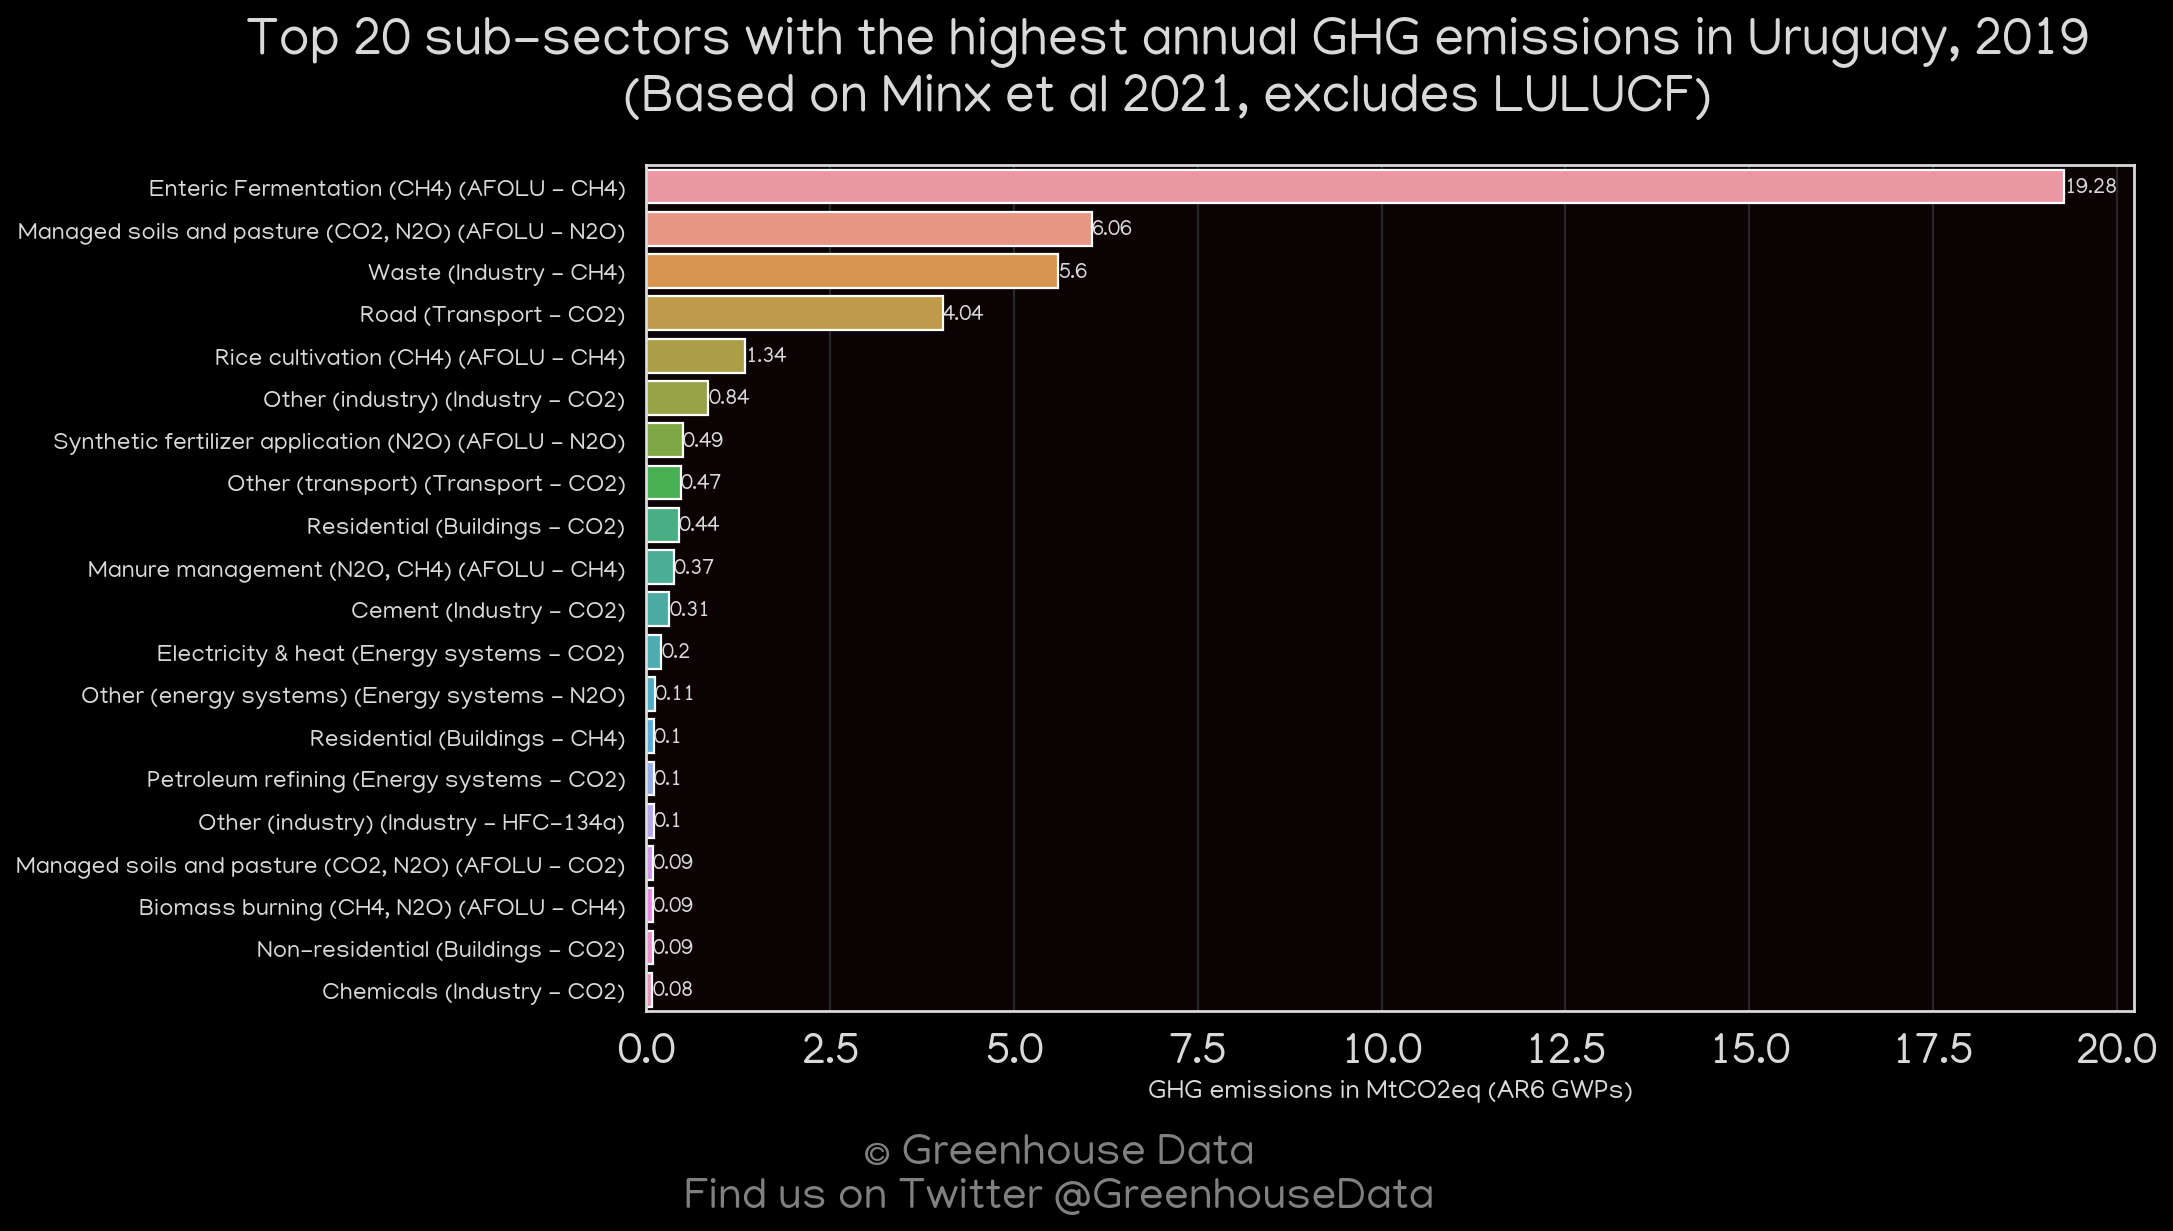 Top 20 sub-sectors with the highest annual GHG emissions in Uruguay, 2019
(Based on Minx et al 2021, excludes LULUCF)
Enteric Fermentation (CH4) (AFOLU - CH4) 19.28
Managed soils and pasture (CO2, N2O) (AFOLU - N2O) 6.06
Waste (Industry - CH4) 5.6
Road (Transport - CO2) 4.04
Rice cultivation (CH4) (AFOLU - CH4) 1.34
Other (industry) (Industry - CO2) 0.84
Synthetic fertilizer application (N2O) (AFOLU - N2O) 0.49
Other (transport) (Transport - CO2) 0.47
Residential (Buildings - CO2) 0.44
Manure management (N2O, CH4) (AFOLU - CH4) 0.37
Cement (Industry - CO2) 0.31
Electricity & heat (Energy systems - CO2) 0.2
Other (energy systems) (Energy systems - N2O) 0.11
Residential (Buildings - CH4) 0.1
Petroleum refining (Energy systems - CO2) 0.1
Other (industry) (Industry - HFC-134a) 0.1
Managed soils and pasture (CO2, N2O) (AFOLU - CO2) 0.09
Biomass burning (CH4, N2O) (AFOLU - CH4) 0.09
Non-residential (Buildings - CO2) 0.09
Chemicals (Industry - CO2) 0.08
0.0 2.5 5.0 7.5 10.0 12.5 15.0 17.5 20.0
GHG emissions in MtCO2eq (AR6 GWPs)
© Greenhouse Data
Find us on Twitter @GreenhouseData